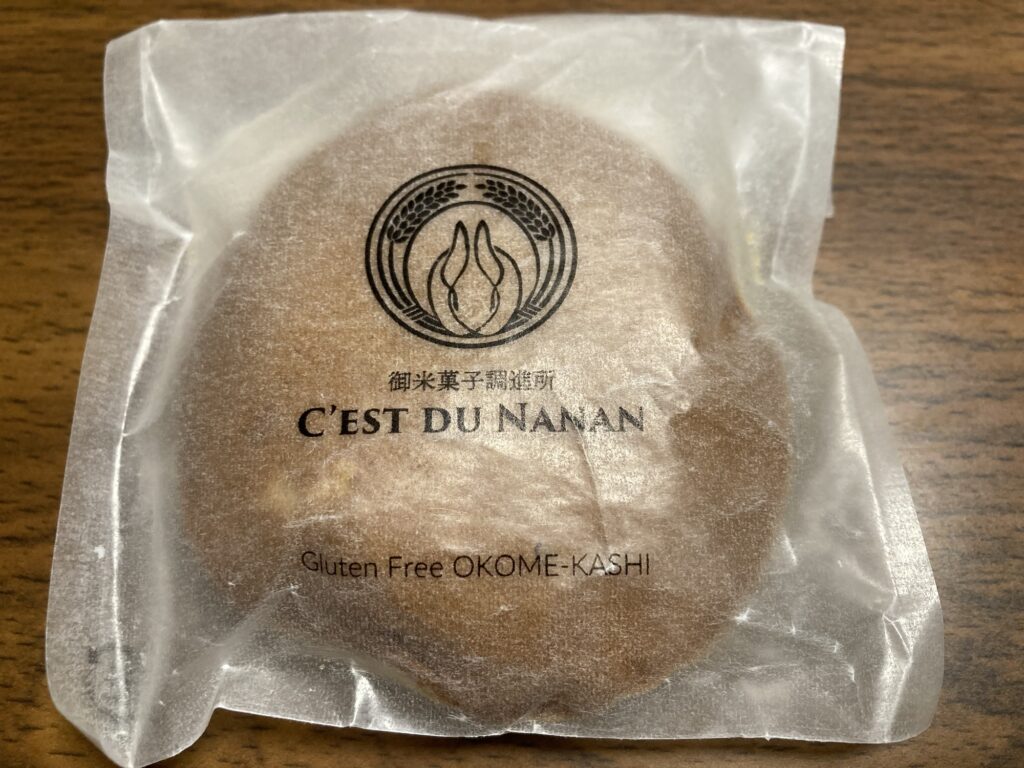 御米菓子調進所
C'EST DU NANAN
Gluten Free OKOME-KASHI